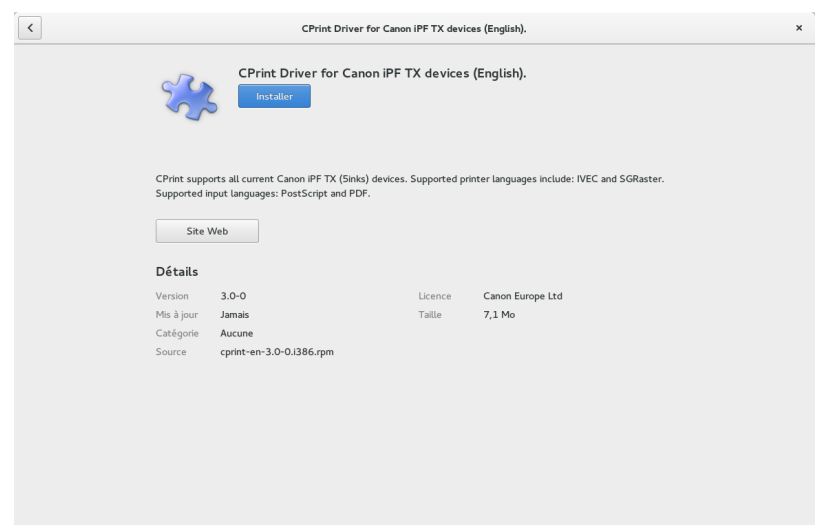 CPrint Driver for Canon iPF TX devices (English).
CPrint Driver for Canon iPF TX devices (English).
Installer
CPrint supports all current Canon iPF TX (5inks) devices. Supported printer languages include: IVEC and SGRaster.
Supported input languages: PostScript and PDF.
Site Web
Détails
Version 3.0-0
Licence Canon Europe Ltd
Mis à jour Jamais
Taille 7,1 Mo
Catégorie Aucune
Source cprint-en-3.0-0.i386.rpm